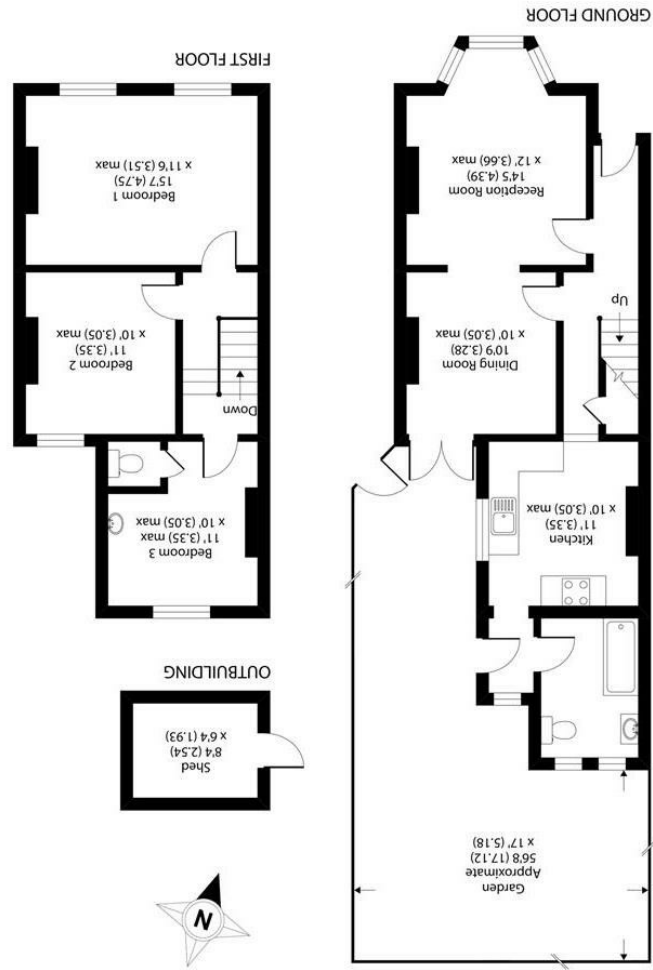 Garden
Approximate
56'8 (17.12)
x 17' (5.18)
Kitchen
11' (3.35)
x 10' (3.05) max
Dining Room
10'9 (3.28)
x 10' (3.05) max
Up
Reception Room
14'5 (4.39)
x 12' (3.66) max
GROUND FLOOR
N
Shed
8'4 (2.54)
x 6'4 (1.93)
OUTBUILDING
Bedroom 3
11' (3.35) max
x 10' (3.05) max
Down
Bedroom 2
11' (3.35)
x 10' (3.05) max
Bedroom 1
15'7 (4.75)
x 11'6 (3.51) max
FIRST FLOOR